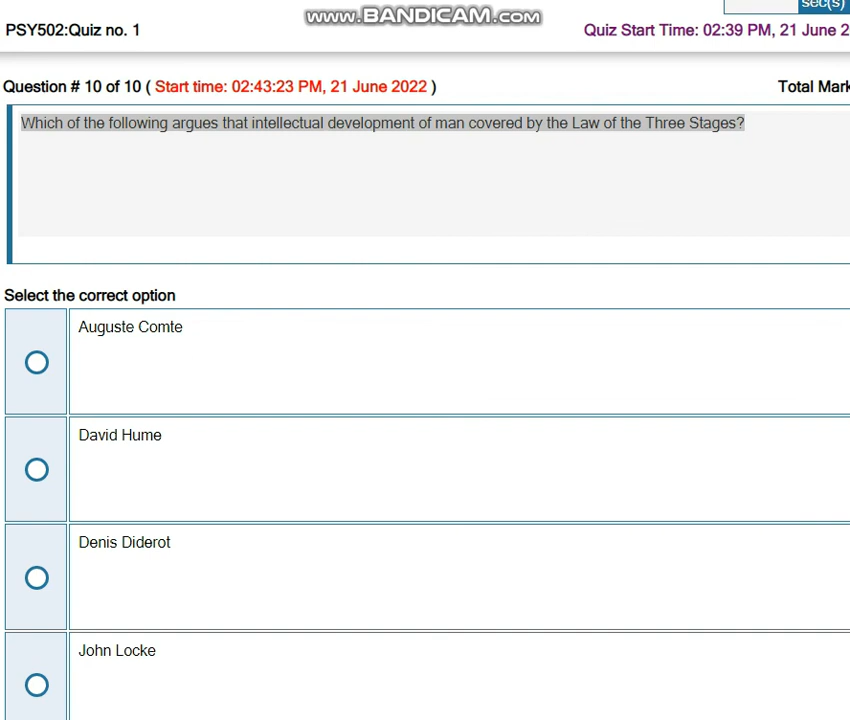 www.BANDICAM.com
sec(s)
PSY502:Quiz no. 1
Quiz Start Time: 02:39 PM, 21 June 2
Question # 10 of 10 ( Start time: 02:43:23 PM, 21 June 2022 )
Total Mark
Which of the following argues that intellectual development of man covered by the Law of the Three Stages?
Select the correct option
Auguste Comte
David Hume
Denis Diderot
John Locke